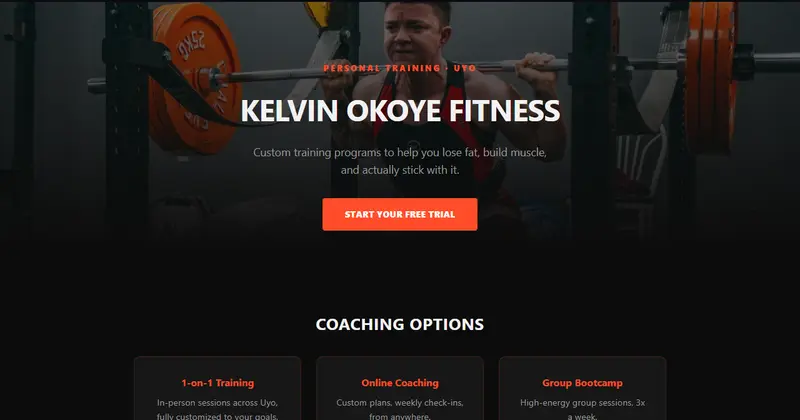 25KG
PERSONAL TRAINING · UYO
KELVIN OKOYE FITNESS
Custom training programs to help you lose fat, build muscle,
and actually stick with it.
START YOUR FREE TRIAL
COACHING OPTIONS
1-on-1 Training
In-person sessions across Uyo,
fully customized to your goals.
Online Coaching
Custom plans, weekly check-ins,
from anywhere.
Group Bootcamp
High-energy group sessions, 3x
a week.